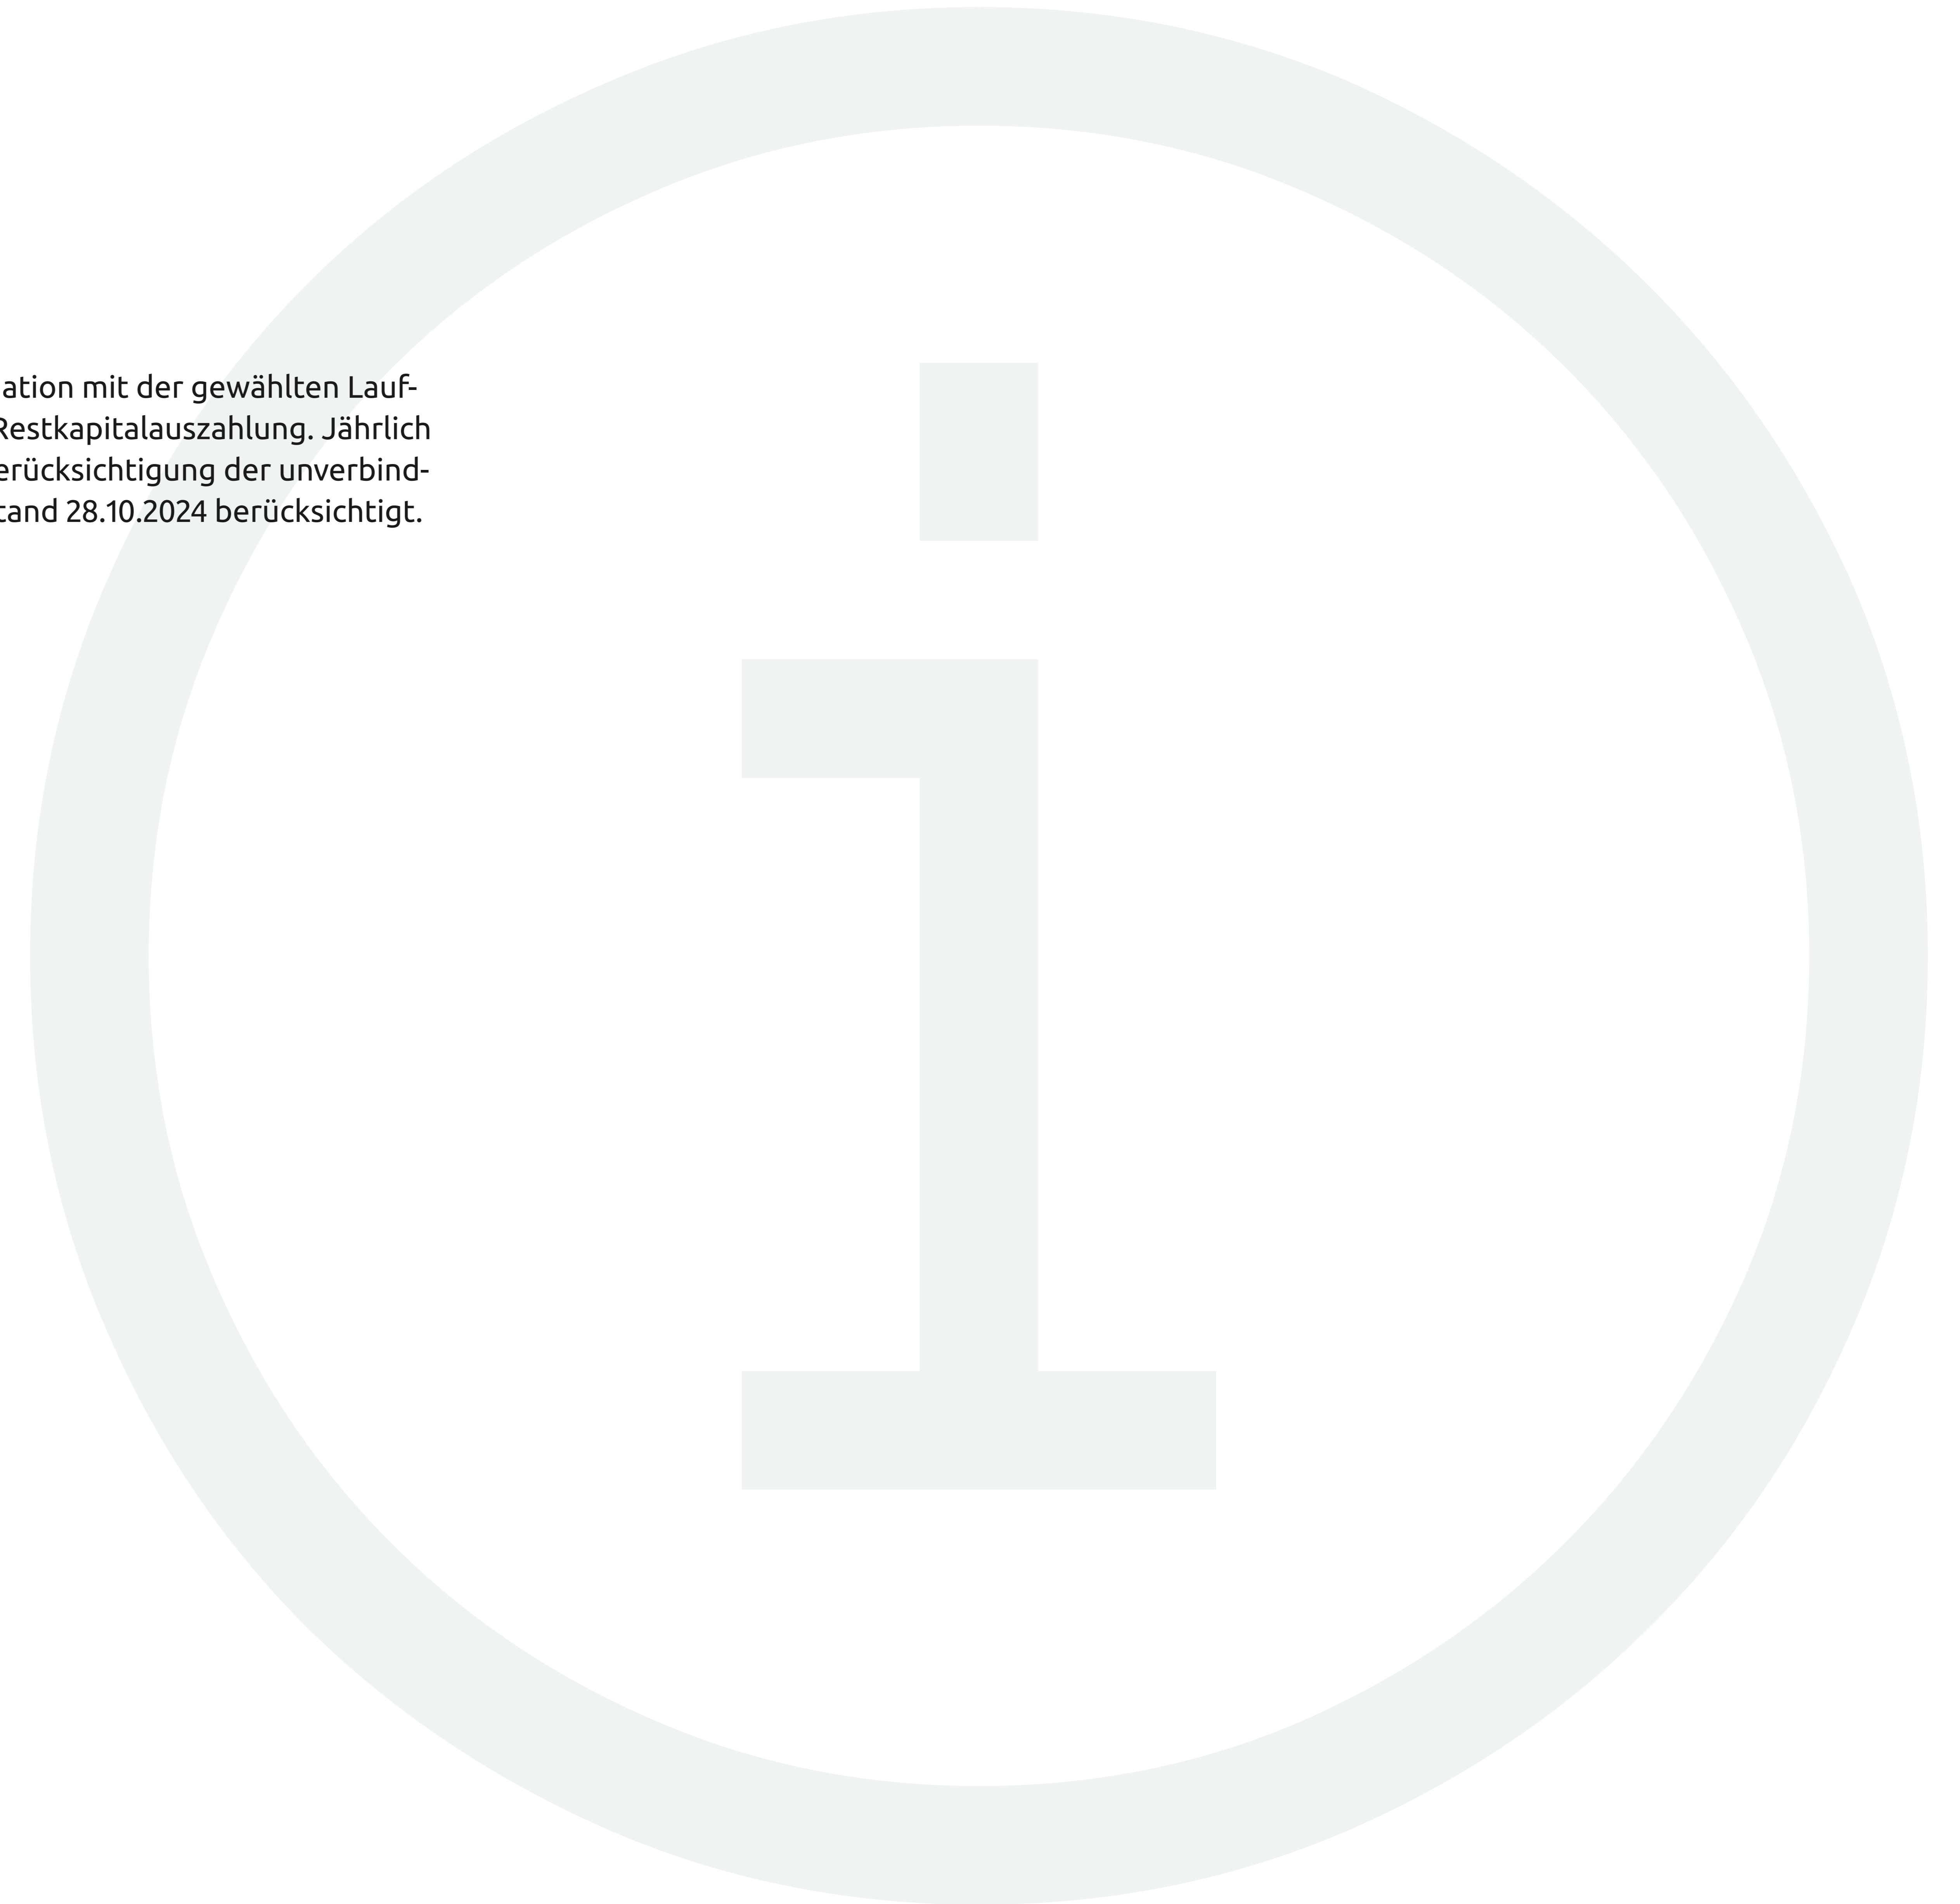 ation mit der gewählten Lauf-
Restkapitalauszahlung. Jährlich
erücksichtigung der unverbind-
tand 28.10.2024 berücksichtigt.